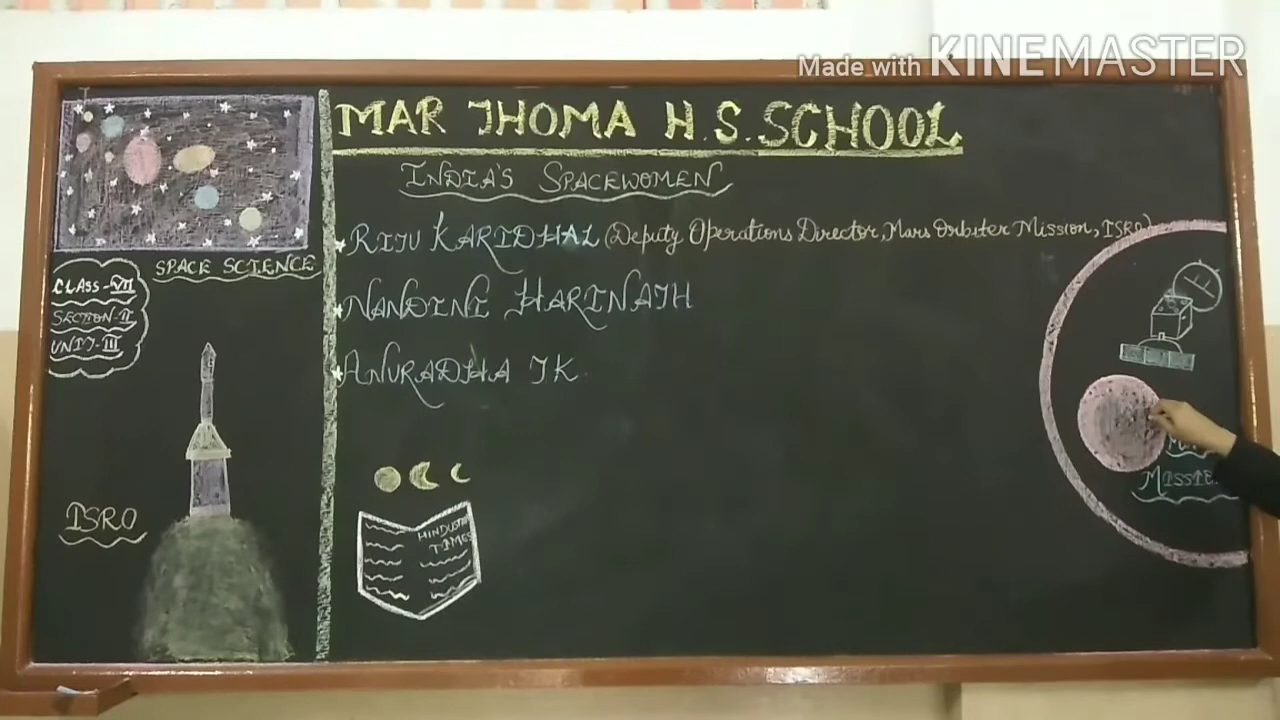 Made with KINEMASTER
MAR THOMA H.S. SCHOOL
INDIA'S SPACEWOMEN
RITU KARIDHAL (Deputy Operations Director, Mars Orbiter Mission, ISRO)
NANDINI HARINATH
ANURADHA TK
SPACE SCIENCE
CLASS-VII
SECTION-II
UNIT-III
ISRO
HINDUSTAN
TIMES